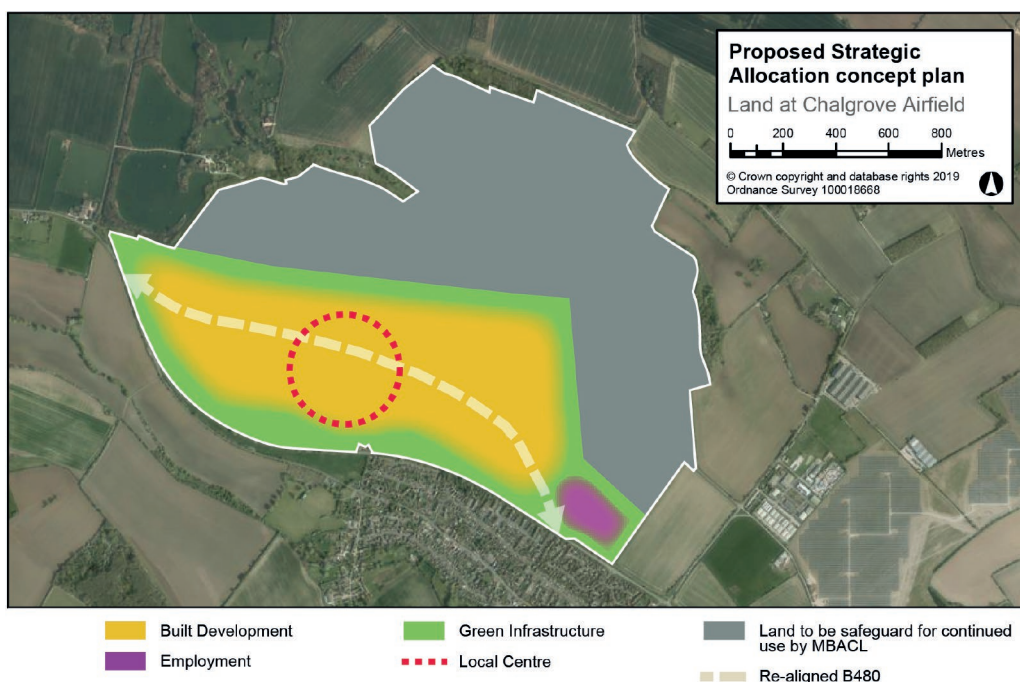 Proposed Strategic
Allocation concept plan
Land at Chalgrove Airfield
0 200 400 600 800
Metres
© Crown copyright and database rights 2019
Ordnance Survey 100018668
Built Development
Green Infrastructure
Land to be safeguard for continued
use by MBACL
Employment
Local Centre
Re-aligned B480